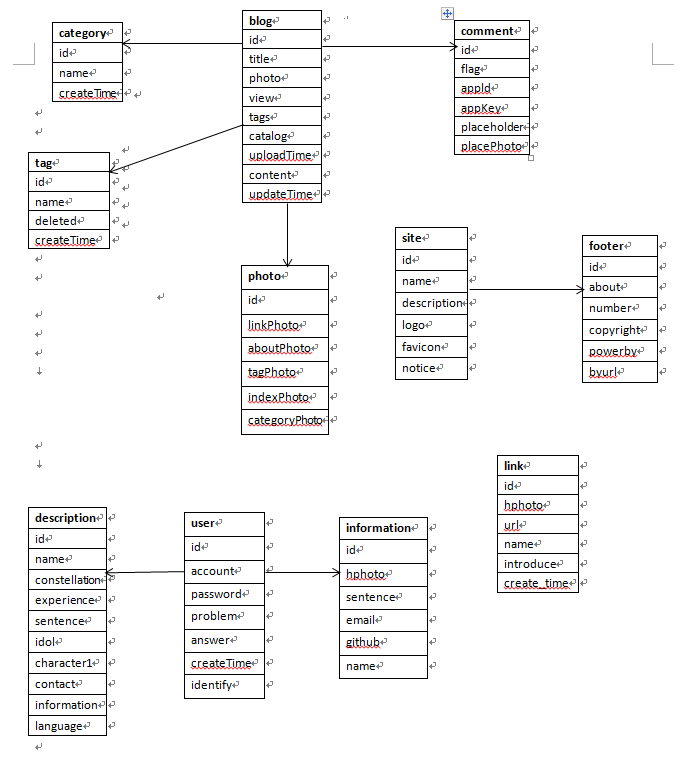 category
id
name
createTime
blog
id
title
photo
view
tags
catalog
uploadTime
content
updateTime
comment
id
flag
appId
appKey
placeholder
placePhoto
tag
id
name
deleted
createTime
photo
id
linkPhoto
aboutPhoto
tagPhoto
indexPhoto
categoryPhoto
site
id
name
description
logo
favicon
notice
footer
id
about
number
copyright
powerby
byurl
link
id
hphoto
url
name
introduce
create_time
description
id
name
constellation
experience
sentence
idol
character1
contact
information
language
user
id
account
password
problem
answer
createTime
identify
information
id
hphoto
sentence
email
github
name